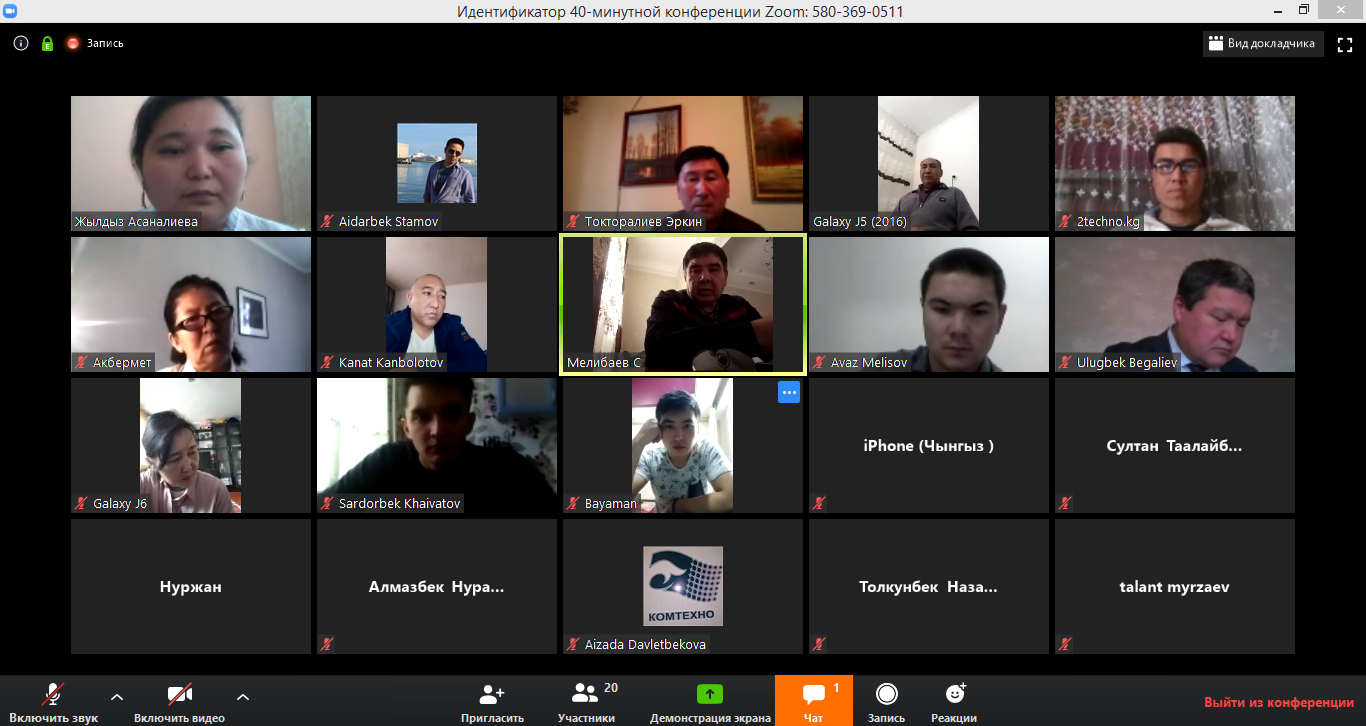 Идентификатор 40-минутной конференции Zoom: 580-369-0511
Запись
Вид докладчика
Жылдыз Асаналиева
Aidarbek Stamov
Токторалиев Эркин
Galaxy J5 (2016)
2techno.kg
Акбермет
Kanat Kanbolotov
Мелибаев С
Avaz Melisov
Ulugbek Begaliev
Galaxy J6
Sardorbek Khaivatov
Bayaman
iPhone (Чынгыз )
Султан Таалайб...
Нуржан
Алмазбек Нура...
КОМТЕХНО
Aizada Davletbekova
Толкунбек Наза...
talant myrzaev
Включить звук
Включить видео
Пригласить
20
Участники
Демонстрация экрана
1
Чат
Запись
Реакции
Выйти из конференции